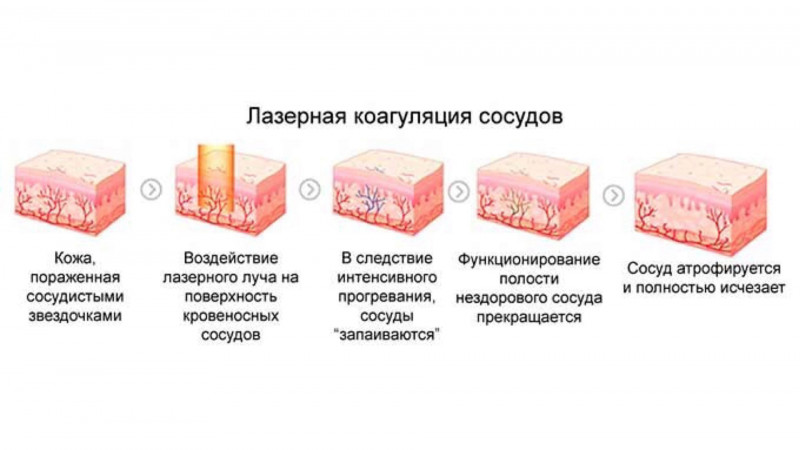 Лазерная коагуляция сосудов
Кожа,
пораженная
сосудистыми
звездочками
Воздействие
лазерного луча на
поверхность
кровеносных
сосудов
В следствие
интенсивного
прогревания,
сосуды
“запаиваются”
Функционирование
полости
нездорового сосуда
прекращается
Сосуд атрофируется
и полностью исчезает